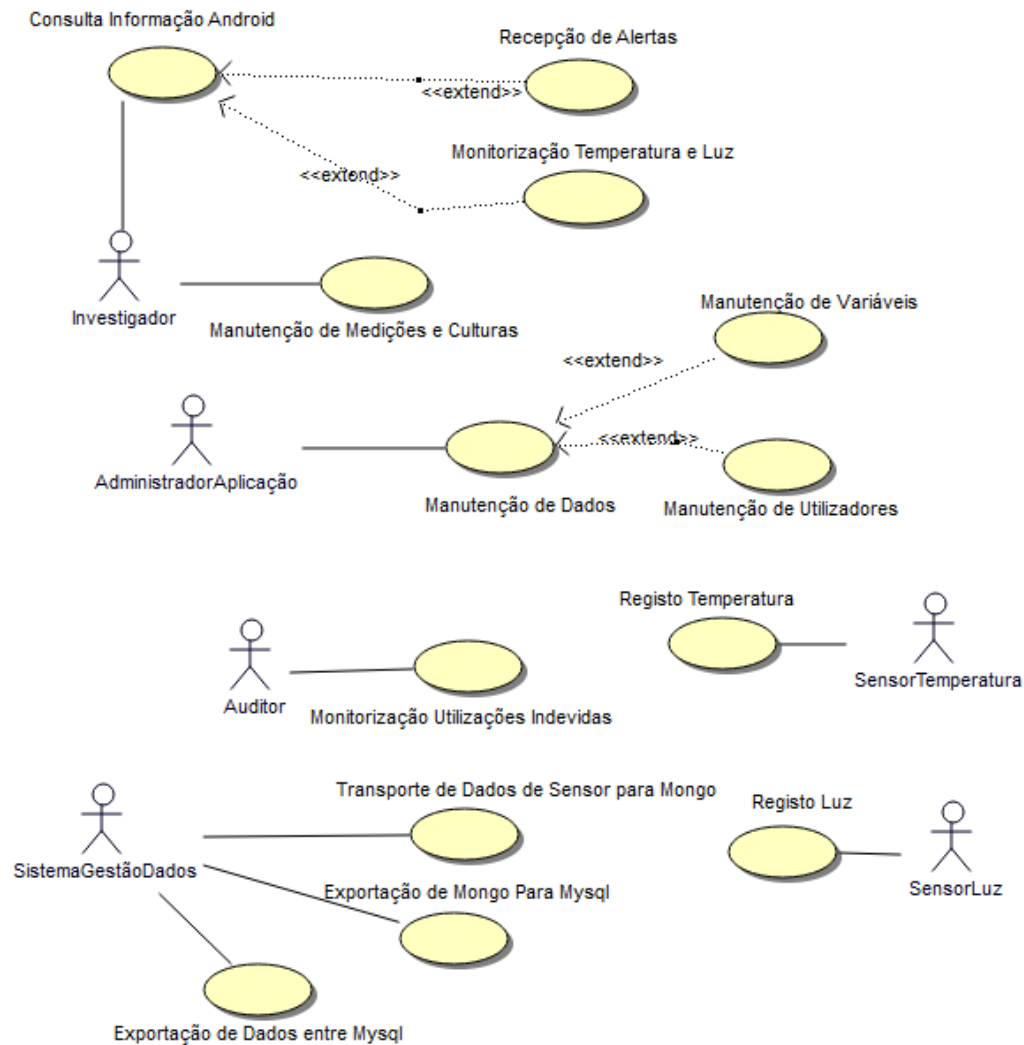 Consulta Informação Android
Recepção de Alertas
<<extend>>
Monitorização Temperatura e Luz
<<extend>>
Investigador
Manutenção de Medições e Culturas
Manutenção de Variáveis
<<extend>>
AdministradorAplicação
<<extend>>
Manutenção de Dados
Manutenção de Utilizadores
Registo Temperatura
SensorTemperatura
Auditor
Monitorização Utilizações Indevidas
Transporte de Dados de Sensor para Mongo
Registo Luz
SistemaGestãoDados
Exportação de Mongo Para Mysql
SensorLuz
Exportação de Dados entre Mysql